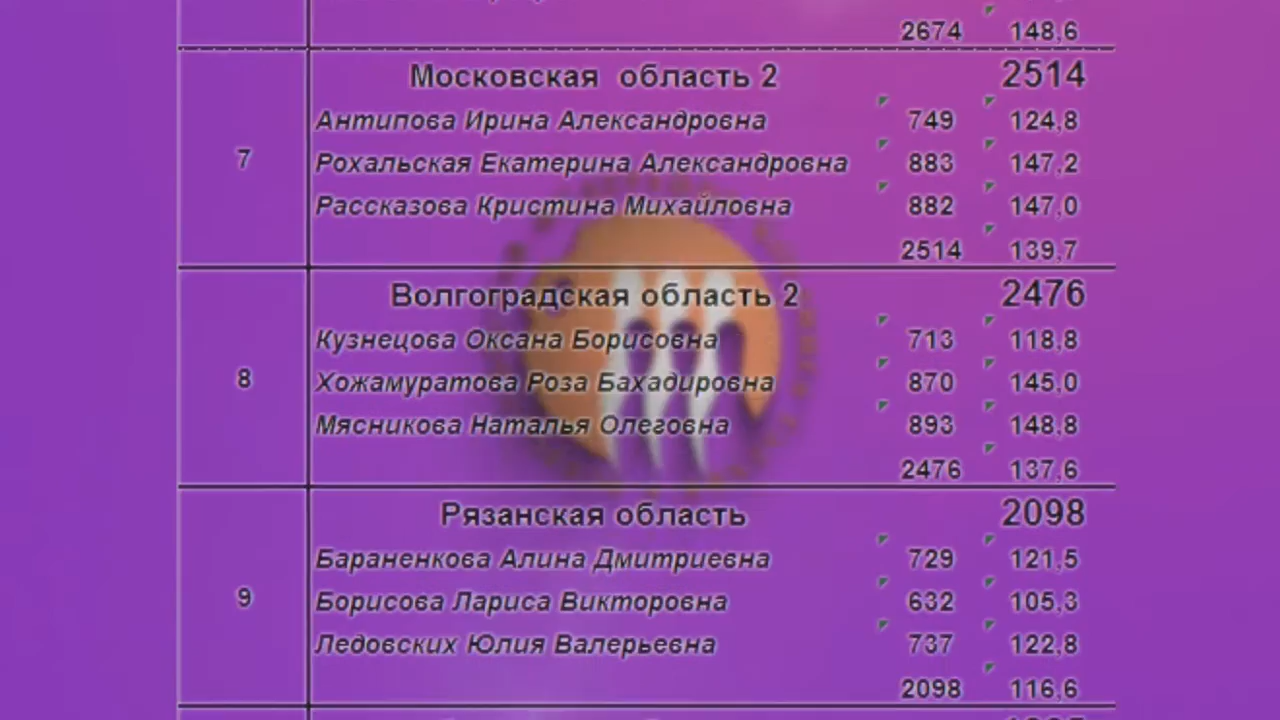 2674 148,6
Московская область 2 2514
Антипова Ирина Александровна 749 124,8
7 Рохальская Екатерина Александровна 883 147,2
Рассказова Кристина Михайловна 882 147,0
2514 139,7
Волгоградская область 2 2476
Кузнецова Оксана Борисовна 713 118,8
8 Хожамуратова Роза Бахадировна 870 145,0
Мясникова Наталья Олеговна 893 148,8
2476 137,6
Рязанская область 2098
Бараненкова Алина Дмитриевна 729 121,5
9 Борисова Лариса Викторовна 632 105,3
Ледовских Юлия Валерьевна 737 122,8
2098 116,6